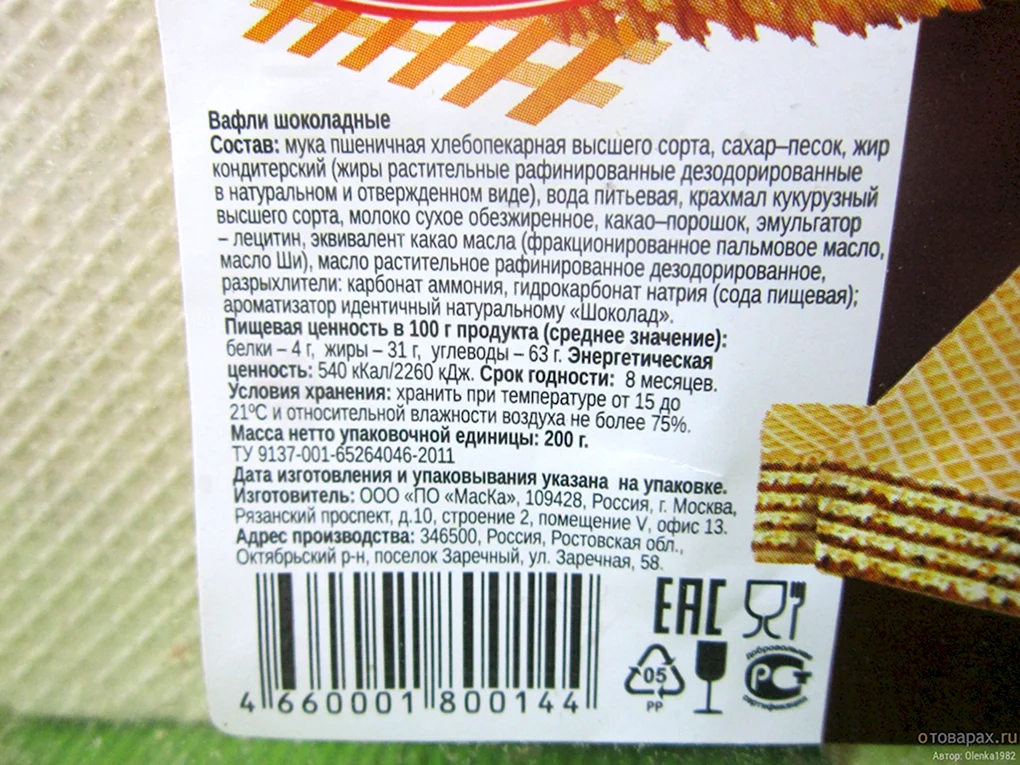 Вафли шоколадные
Состав: мука пшеничная хлебопекарная высшего сорта, сахар–песок, жир
кондитерский (жиры растительные рафинированные дезодорированные
в натуральном и отвержденном виде), вода питьевая, крахмал кукурузный
высшего сорта, молоко сухое обезжиренное, какао–порошок, эмульгатор
– лецитин, эквивалент какао масла (фракционированное пальмовое масло,
масло Ши), масло растительное рафинированное дезодорированное,
разрыхлители: карбонат аммония, гидрокарбонат натрия (сода пищевая);
ароматизатор идентичный натуральному «Шоколад».
Пищевая ценность в 100 г продукта (среднее значение):
белки – 4 г, жиры – 31 г, углеводы – 63 г. Энергетическая
ценность: 540 кКал/2260 кДж. Срок годности: 8 месяцев.
Условия хранения: хранить при температуре от 15 до
21ºС и относительной влажности воздуха не более 75%.
Масса нетто упаковочной единицы: 200 г.
ТУ 9137-001-65264046-2011
Дата изготовления и упаковывания указана на упаковке.
Изготовитель: ООО «ПО «МасКа», 109428, Россия, г. Москва,
Рязанский проспект, д.10, строение 2, помещение V, офис 13.
Адрес производства: 346500, Россия, Ростовская обл.,
Октябрьский р-н, поселок Заречный, ул. Заречная, 58.
ЕАС
добровольная
РСТ
сертификация
05
PP
4 660001 800144
отоварах.ru
Автор: Olenka1982